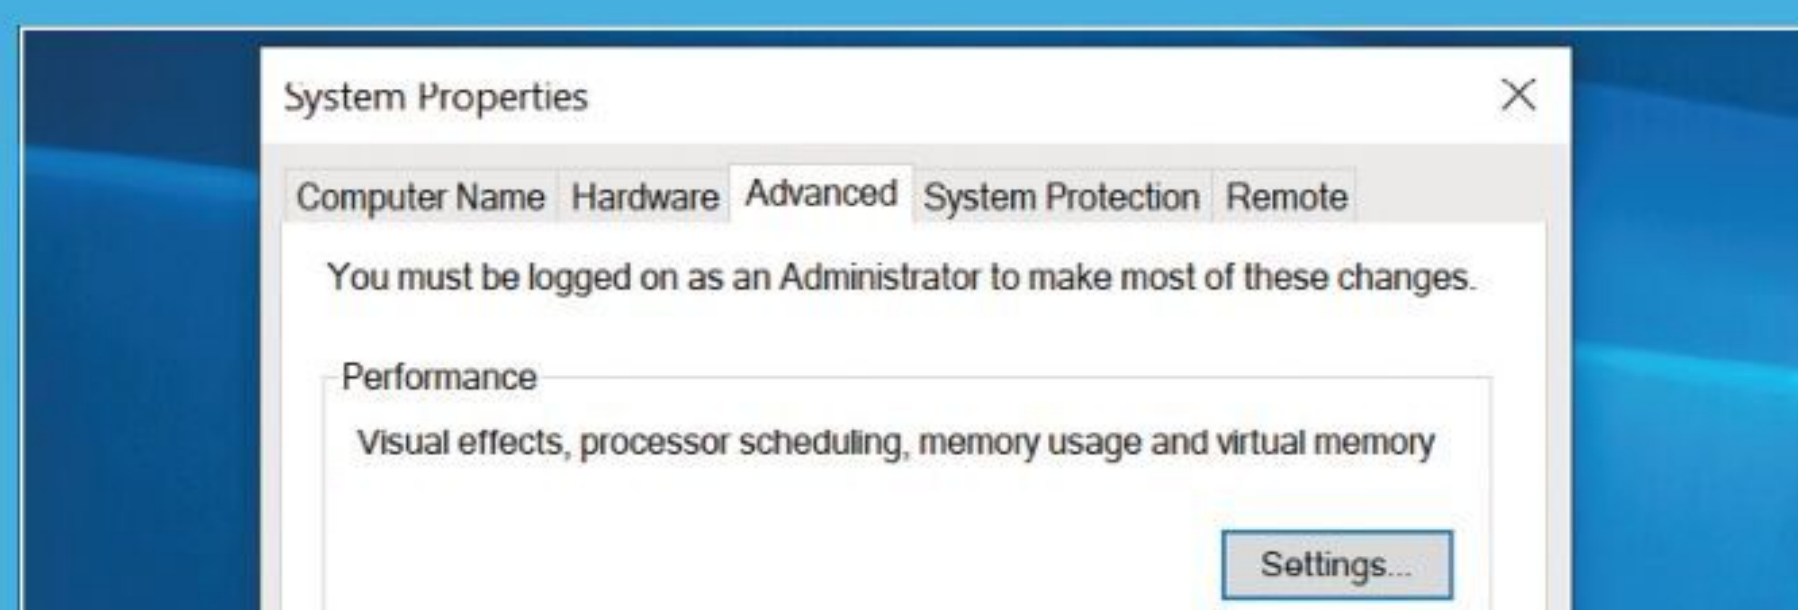 System Properties
Computer Name Hardware Advanced System Protection Remote
You must be logged on as an Administrator to make most of these changes.
Performance
Visual effects, processor scheduling, memory usage and virtual memory
Settings...